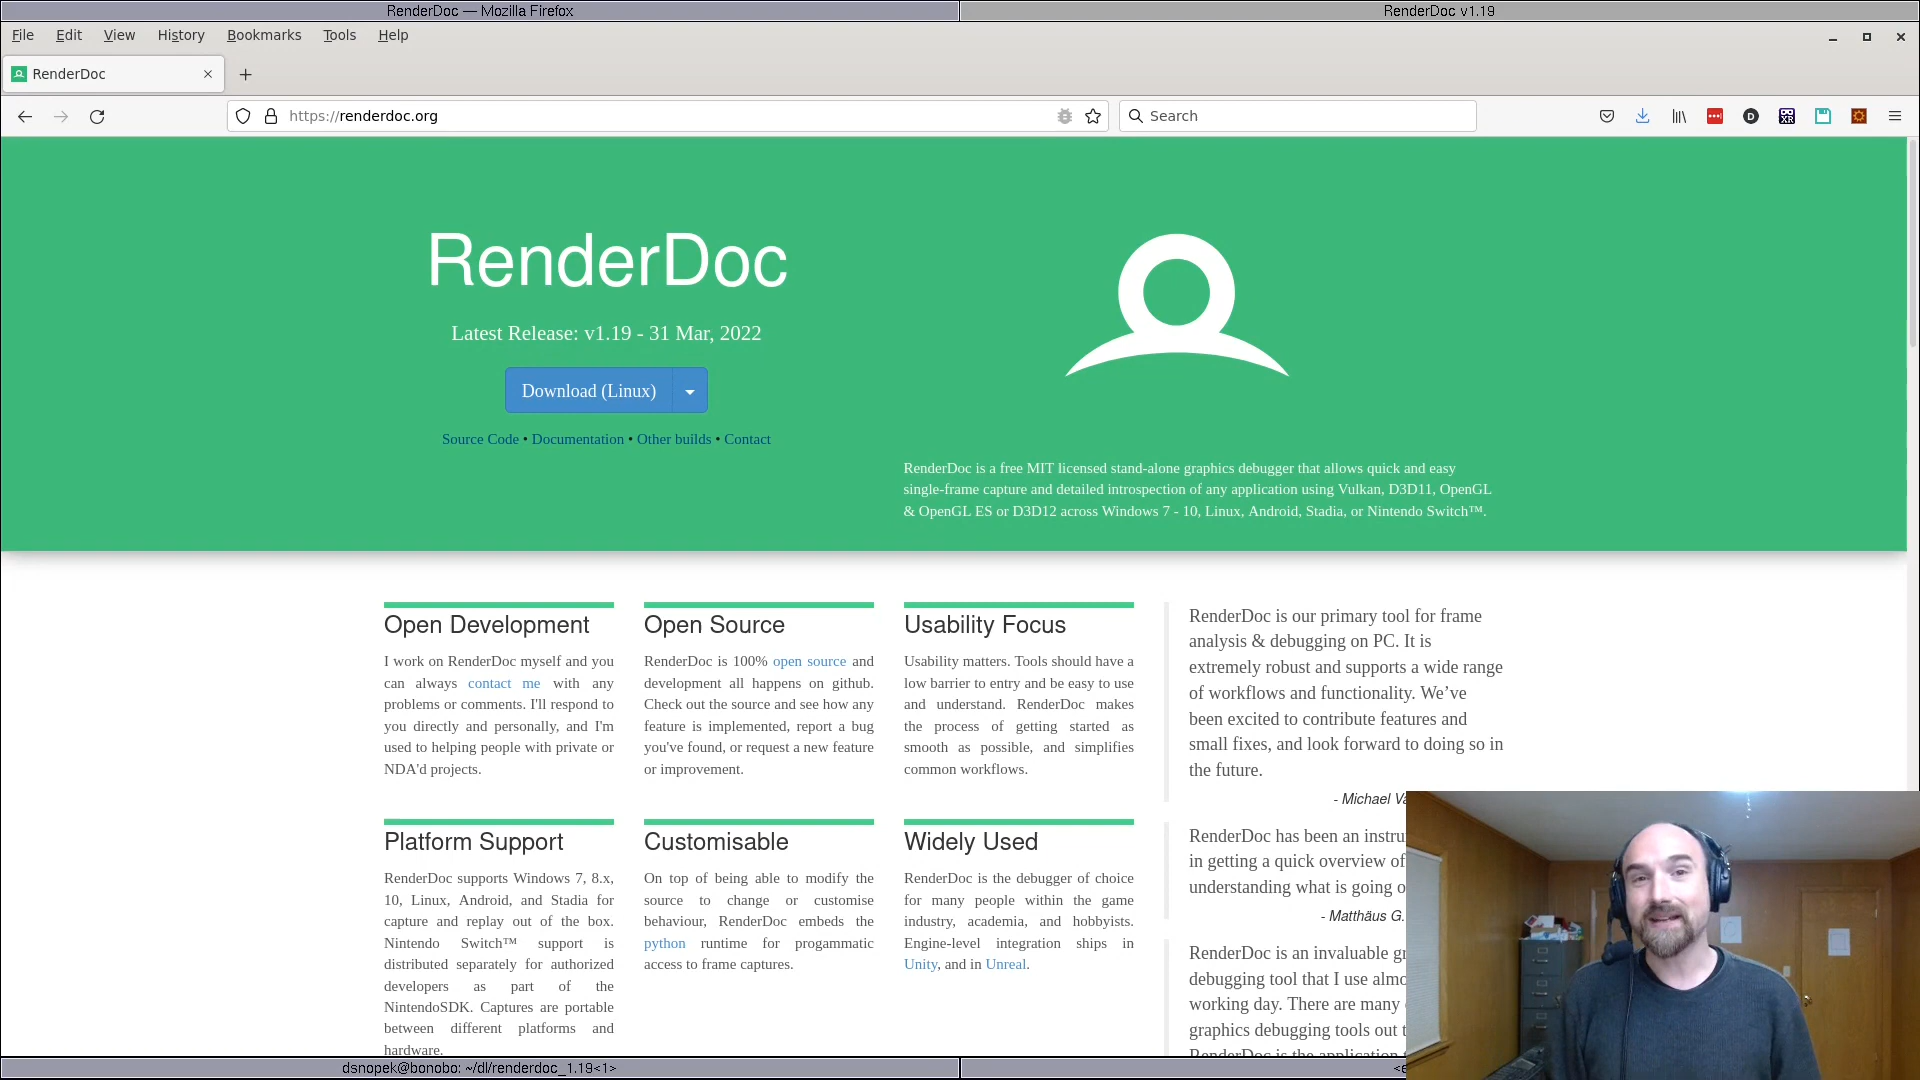 RenderDoc — Mozilla Firefox
RenderDoc v1.19
File Edit View History Bookmarks Tools Help
RenderDoc
https://renderdoc.org
Search
RenderDoc
Latest Release: v1.19 - 31 Mar, 2022
Download (Linux)
Source Code • Documentation • Other builds • Contact
RenderDoc is a free MIT licensed stand-alone graphics debugger that allows quick and easy
single-frame capture and detailed introspection of any application using Vulkan, D3D11, OpenGL
& OpenGL ES or D3D12 across Windows 7 - 10, Linux, Android, Stadia, or Nintendo Switch™.
Open Development
I work on RenderDoc myself and you
can always contact me with any
problems or comments. I'll respond to
you directly and personally, and I'm
used to helping people with private or
NDA'd projects.
Open Source
RenderDoc is 100% open source and
development all happens on github.
Check out the source and see how any
feature is implemented, report a bug
you've found, or request a new feature
or improvement.
Usability Focus
Usability matters. Tools should have a
low barrier to entry and be easy to use
and understand. RenderDoc makes
the process of getting started as
smooth as possible, and simplifies
common workflows.
Platform Support
RenderDoc supports Windows 7, 8.x,
10, Linux, Android, and Stadia for
capture and replay out of the box.
Nintendo Switch™ support is
distributed separately for authorized
developers as part of the
NintendoSDK. Captures are portable
between different platforms and
hardware.
Customisable
On top of being able to modify the
source to change or customise
behaviour, RenderDoc embeds the
python runtime for progammatic
access to frame captures.
Widely Used
RenderDoc is the debugger of choice
for many people within the game
industry, academia, and hobbyists.
Engine-level integration ships in
Unity, and in Unreal.
RenderDoc is our primary tool for frame
analysis & debugging on PC. It is
extremely robust and supports a wide range
of workflows and functionality. We’ve
been excited to contribute features and
small fixes, and look forward to doing so in
the future.
- Michael
RenderDoc has been an
in getting a quick overview of
understanding what is going
- Matthäus G.
RenderDoc is an invaluable
debugging tool that I use
working day. There are many
graphics debugging tools out
RenderDoc is the application
dsnopek@bonobo: ~/dl/renderdoc_1.19<1>